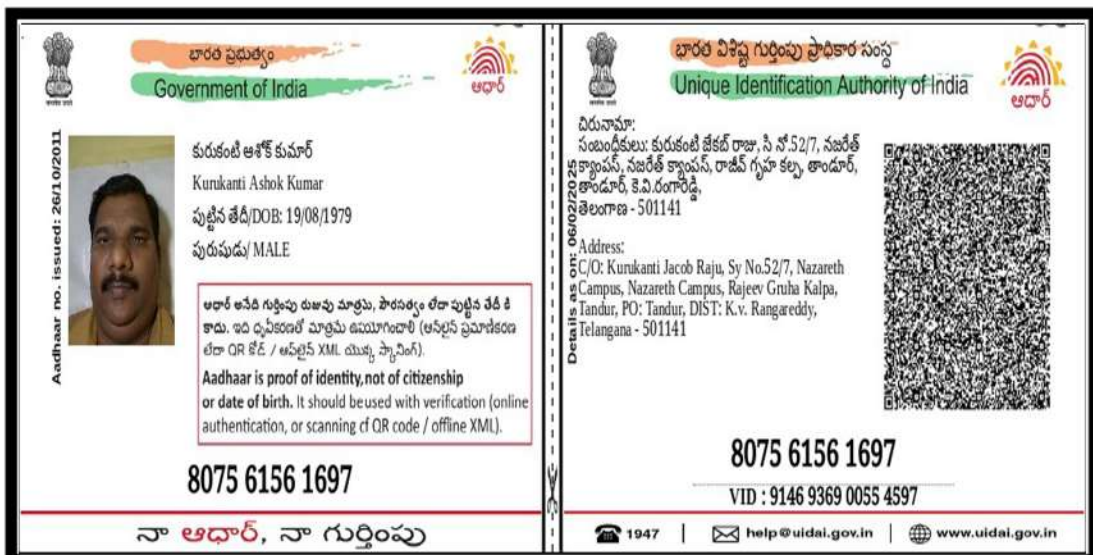 భారత ప్రభుత్వం
Government of India
ఆధార్
Aadhaar no. issued: 26/10/2011
కురుకంటి ఆశోక్ కుమార్
Kurukanti Ashok Kumar
పుట్టిన తేదీ/DOB: 19/08/1979
పురుషుడు/ MALE
ఆధార్ అనేది గుర్తింపు రుజువు మాత్రమే, పౌరసత్వం లేదా పుట్టిన తేదీ కి
కాదు. ఇది ధృవీకరణతో మాత్రమే ఉపయోగించాలి (ఆన్‌లైన్ ప్రమాణీకరణ
లేదా QR కోడ్ / ఆఫ్‌లైన్ XML యొక్క స్కానింగ్).
Aadhaar is proof of identity, not of citizenship
or date of birth. It should be used with verification (online
authentication, or scanning of QR code / offline XML).
8075 6156 1697
నా ఆధార్, నా గుర్తింపు
భారత విశిష్ట గుర్తింపు ప్రాధికార సంస్థ
Unique Identification Authority of India
ఆధార్
Details as on: 06/02/2025
చిరునామా:
సంబంధీకులు: కురుకంటి జేకబ్ రాజు, సి నో.52/7, నజరేత్
క్యాంపస్, నజరేత్ క్యాంపస్, రాజీవ్ గృహ కల్ప, తాండూర్,
తాండూర్, కె.వి.రంగారెడ్డి,
తెలంగాణ - 501141
Address:
C/O: Kurukanti Jacob Raju, Sy No.52/7, Nazareth
Campus, Nazareth Campus, Rajeev Gruha Kalpa,
Tandur, PO: Tandur, DIST: K.v. Rangareddy,
Telangana - 501141
8075 6156 1697
VID : 9146 9369 0055 4597
1947 | help@uidai.gov.in | www.uidai.gov.in